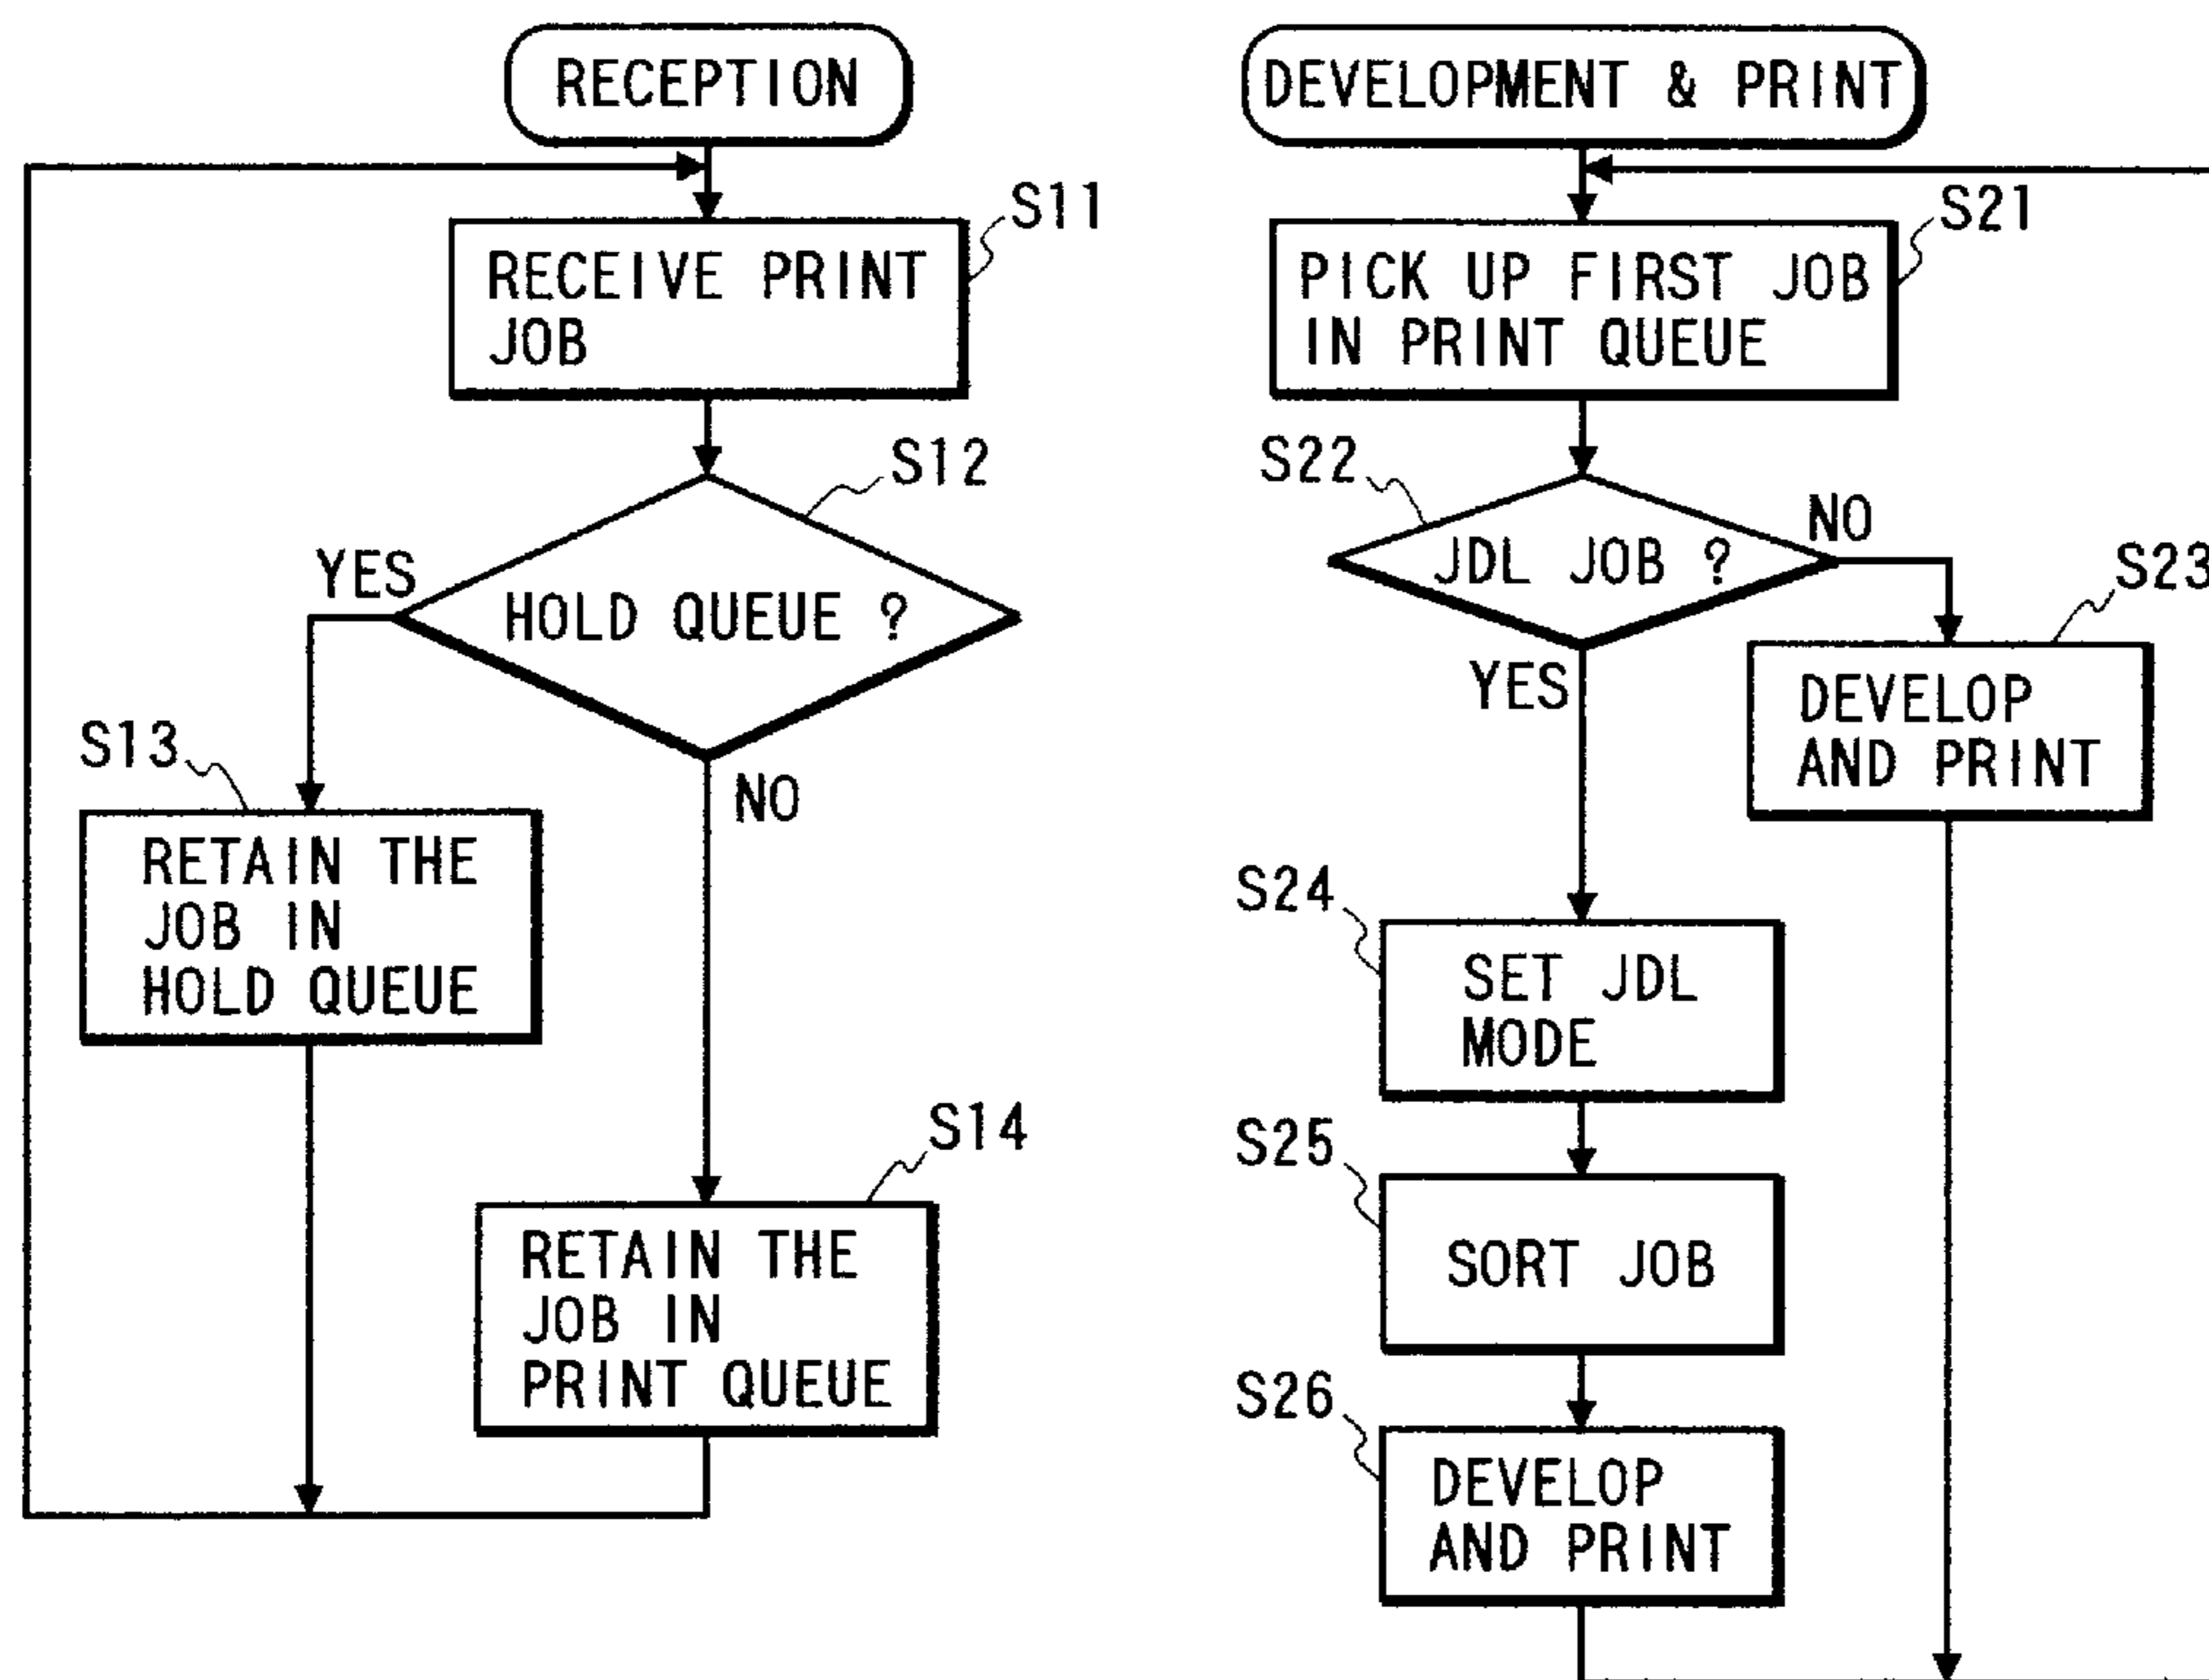 RECEPTION
S11
RECEIVE PRINT
JOB
S12
HOLD QUEUE ?
YES
NO
S13
RETAIN THE
JOB IN
HOLD QUEUE
S14
RETAIN THE
JOB IN
PRINT QUEUE
DEVELOPMENT & PRINT
S21
PICK UP FIRST JOB
IN PRINT QUEUE
S22
JDL JOB ?
NO
YES
S23
DEVELOP
AND PRINT
S24
SET JDL
MODE
S25
SORT JOB
S26
DEVELOP
AND PRINT